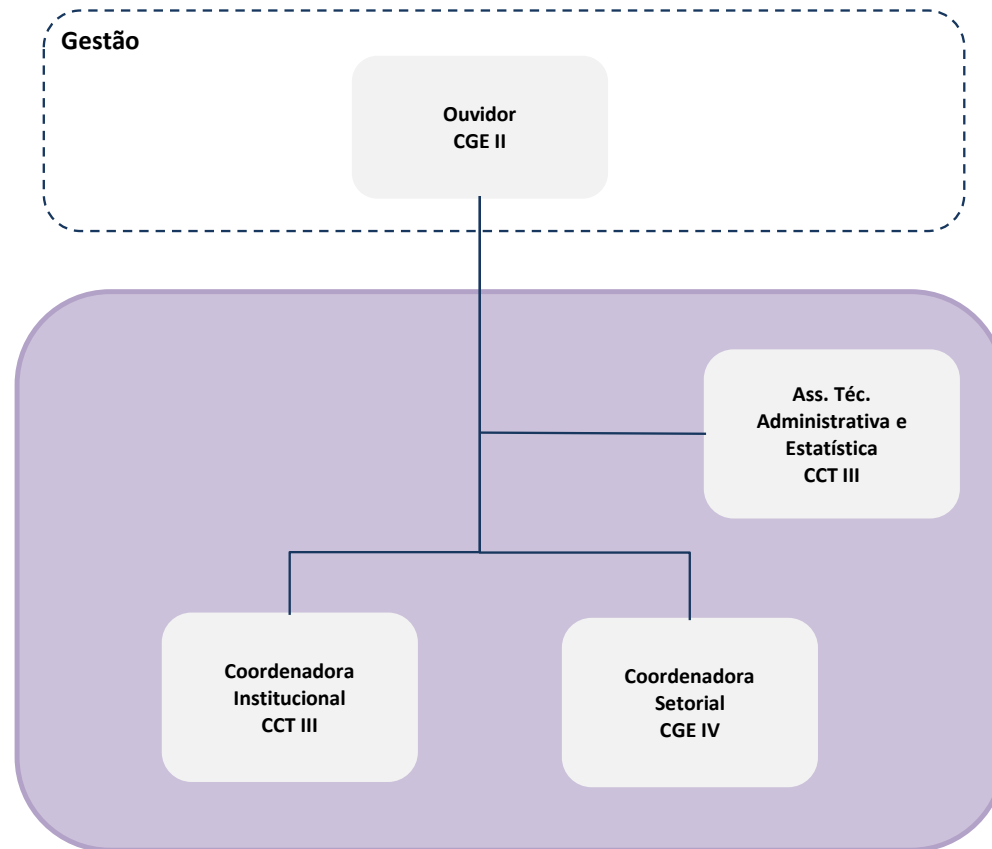 Gestão
Ouvidor
CGE II
Ass. Téc.
Administrativa e
Estatística
CCT III
Coordenadora
Institucional
CCT III
Coordenadora
Setorial
CGE IV